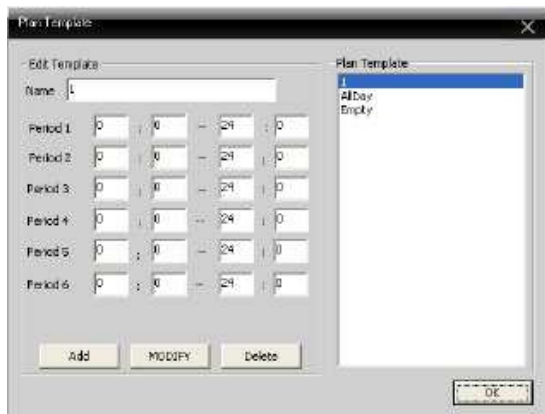 Plan Template
Edit Template
Name 1
Period 1 0 : 0 -- 24 : 0
Period 2 0 : 0 -- 24 : 0
Period 3 0 : 0 -- 24 : 0
Period 4 0 : 0 -- 24 : 0
Period 5 0 : 0 -- 24 : 0
Period 6 0 : 0 -- 24 : 0
Add MODIFY Delete
Plan Template
1
AllDay
Empty
OK